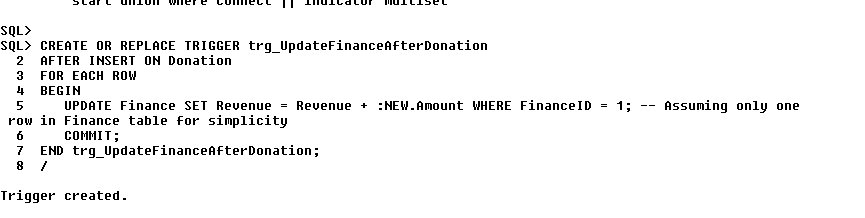 start union where connect || indicator multiset
SQL>
SQL> CREATE OR REPLACE TRIGGER trg_UpdateFinanceAfterDonation
2 AFTER INSERT ON Donation
3 FOR EACH ROW
4 BEGIN
5 UPDATE Finance SET Revenue = Revenue + :NEW.Amount WHERE FinanceID = 1; -- Assuming only one
row in Finance table for simplicity
6 COMMIT;
7 END trg_UpdateFinanceAfterDonation;
8 /
Trigger created.